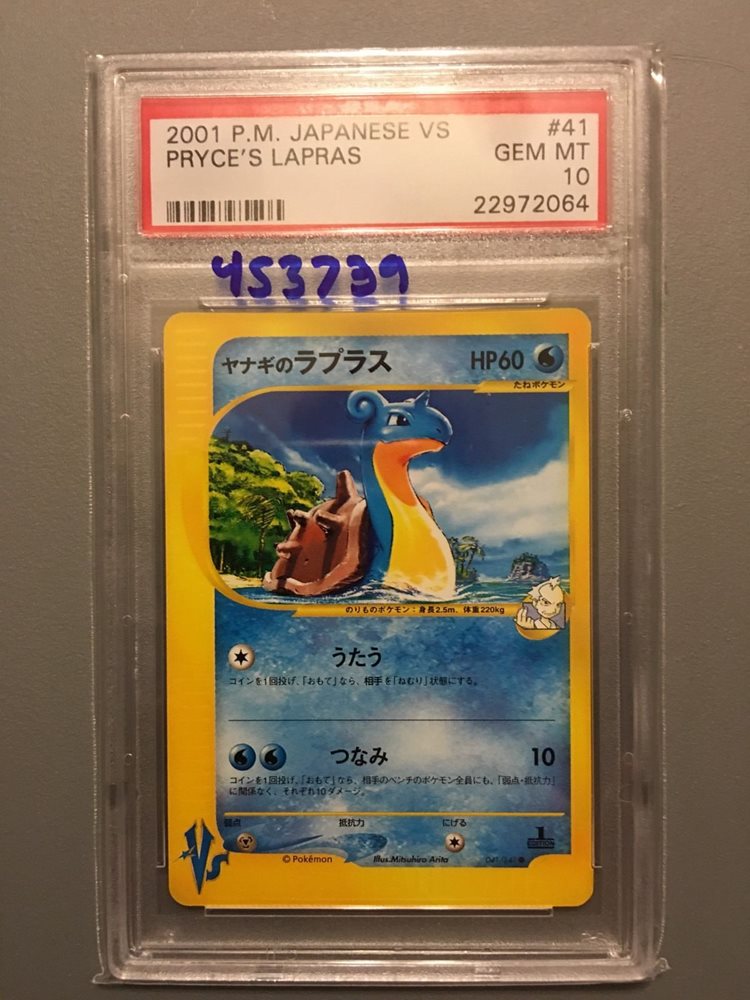 2001 P.M. JAPANESE VS #41
PRYCE'S LAPRAS GEM MT
10
22972064
453739
ヤナギのラプラス HP60
たねポケモン
のりものポケモン：身長2.5m、体重220kg
うたう
コインを1回投げ、「おもて」なら、相手を「ねむり」状態にする。
つなみ 10
コインを1回投げ、「おもて」なら、相手のベンチのポケモン全員にも、「弱点・抵抗力」
に関係なく、それぞれ10ダメージ。
弱点 抵抗力 にげる
1
EDITION
VS
© Pokémon Illus.Mitsuhiro Arita 041/141